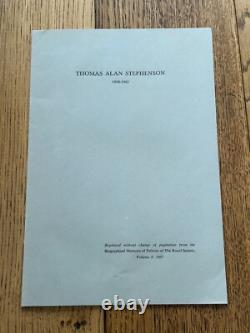 THOMAS ALAN STEPHENSON
1898-1961
Reprinted without change of pagination from the
Biographical Memoirs of Fellows of The Royal Society,
Volume 8 1962
ebay